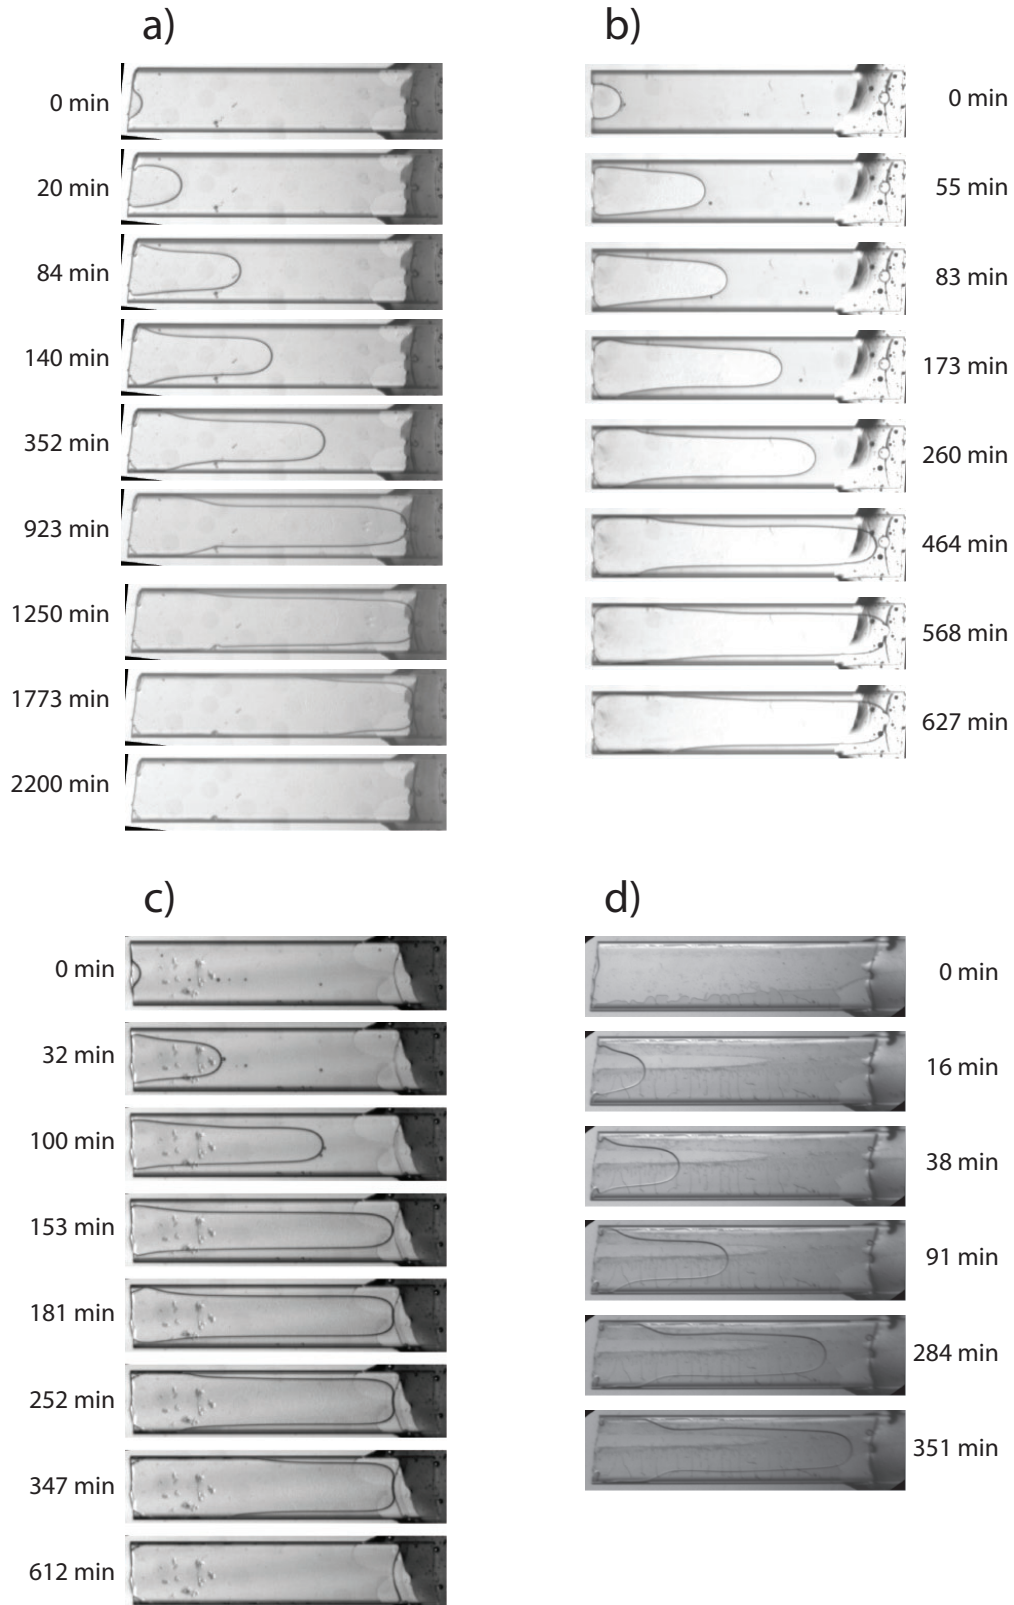 a)
0 min
20 min
84 min
140 min
352 min
923 min
1250 min
1773 min
2200 min
b)
0 min
55 min
83 min
173 min
260 min
464 min
568 min
627 min
c)
0 min
32 min
100 min
153 min
181 min
252 min
347 min
612 min
d)
0 min
16 min
38 min
91 min
284 min
351 min